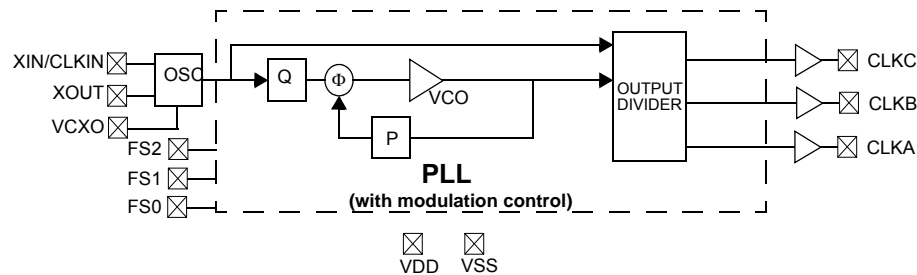 XIN/CLKIN
OSC
XOUT
VCXO
FS2
FS1
FS0
Q
Φ
VCO
P
PLL
(with modulation control)
OUTPUT
DIVIDER
CLKC
CLKB
CLKA
VDD
VSS